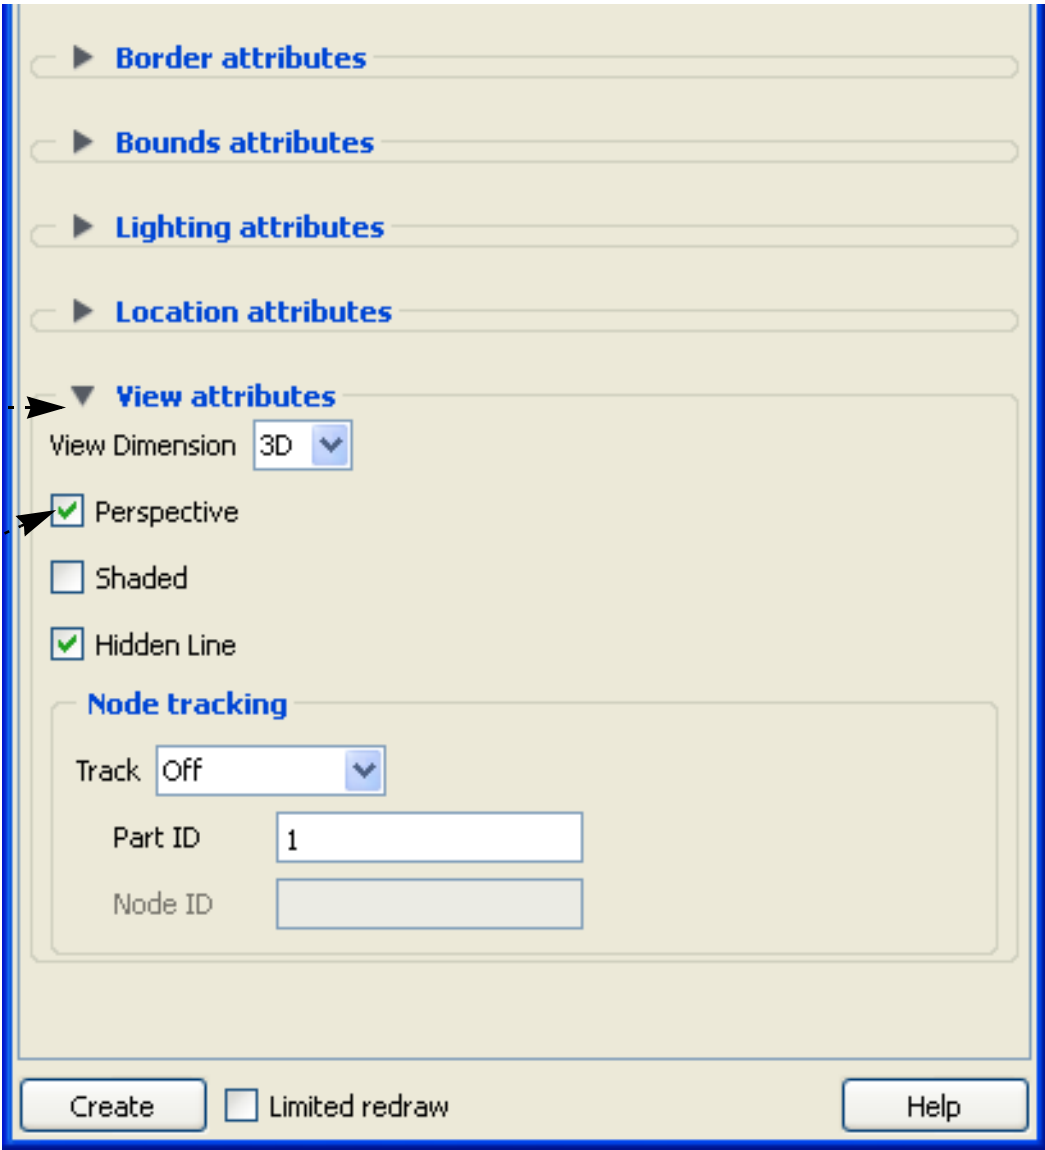 Border attributes
Bounds attributes
Lighting attributes
Location attributes
View attributes
View Dimension 3D
Perspective
Shaded
Hidden Line
Node tracking
Track Off
Part ID 1
Node ID
Create Limited redraw Help